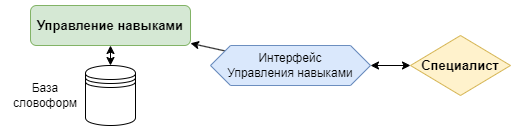 Управление навыками
Интерфейс
Управления навыками
Специалист
База
словоформ